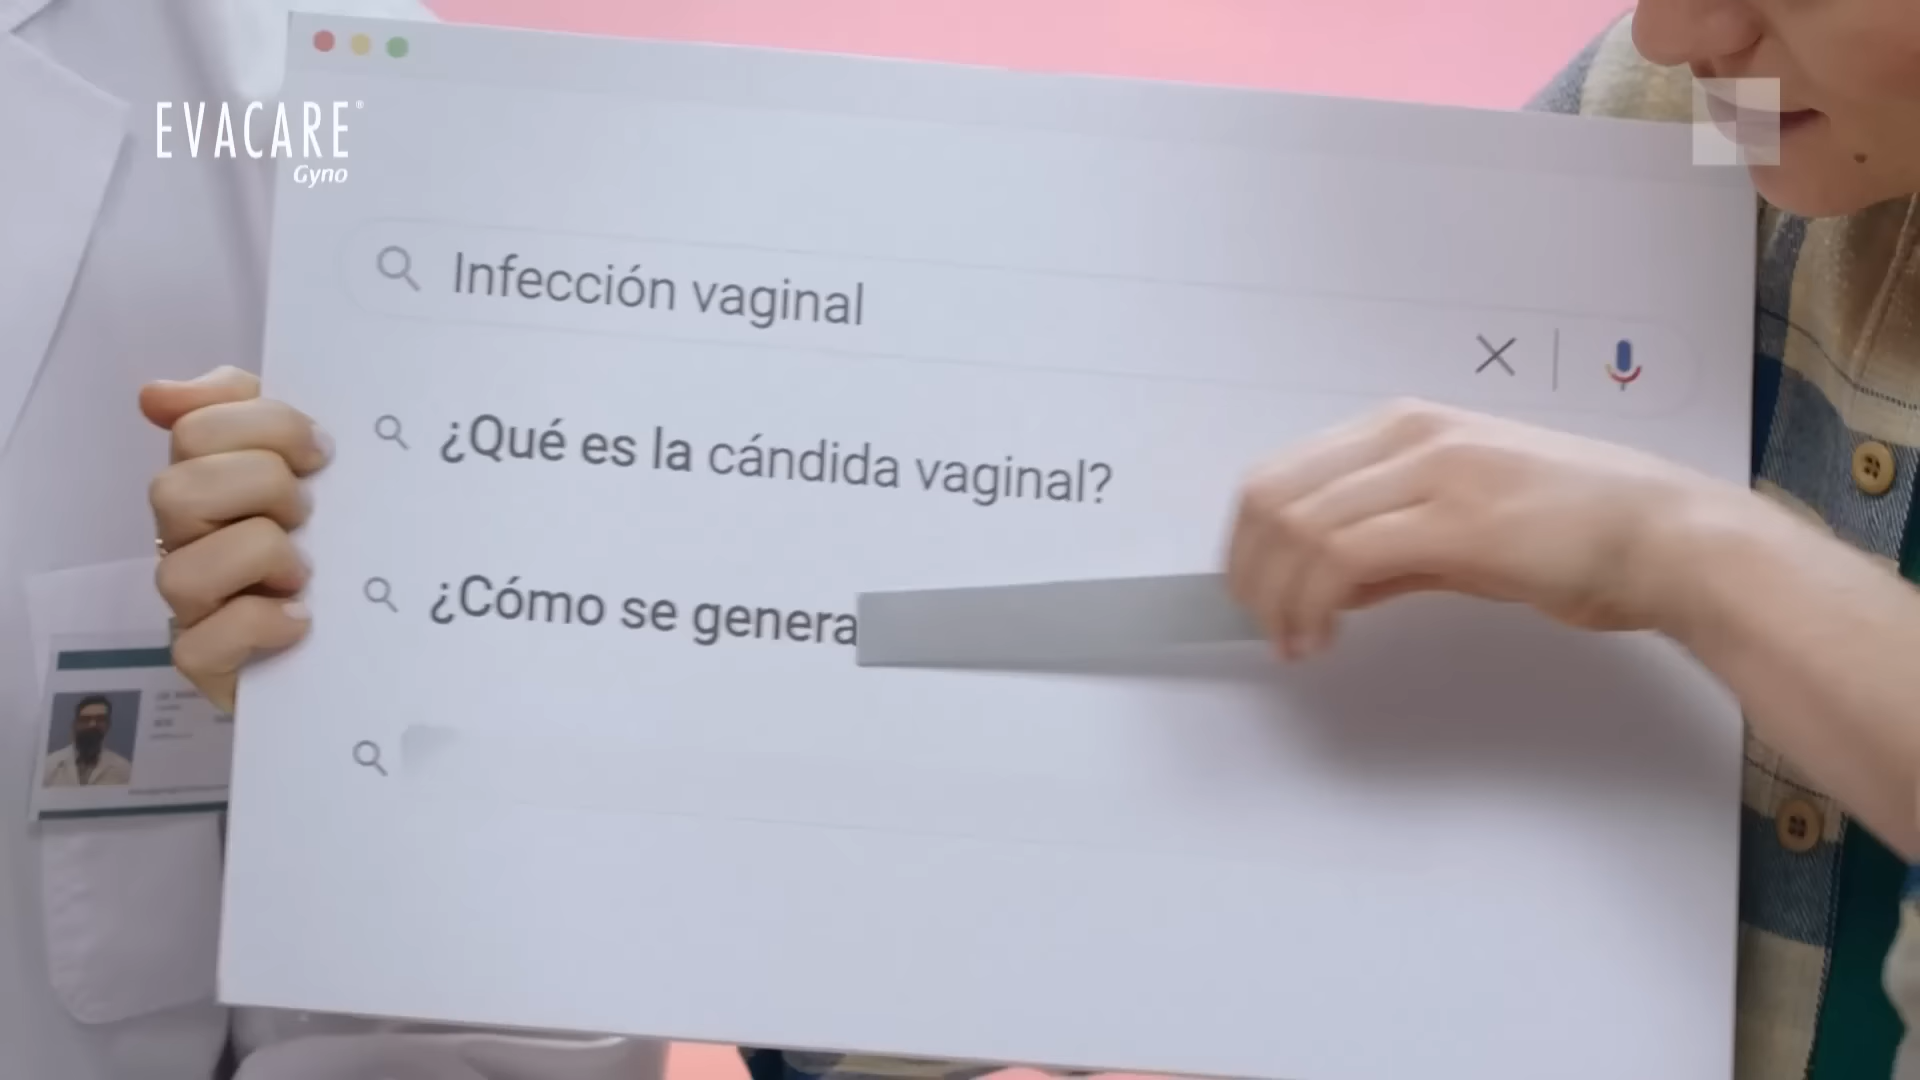 EVACARE®
Gyno
Infección vaginal
¿Qué es la cándida vaginal?
¿Cómo se genera